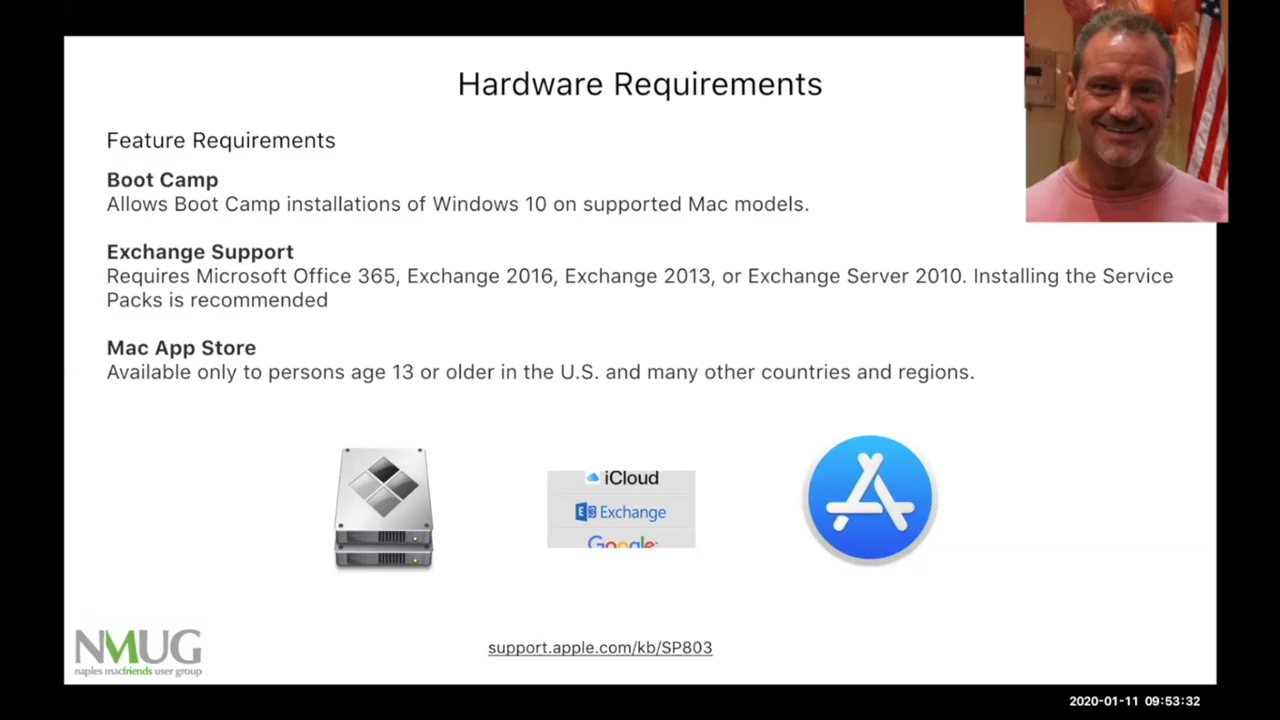 Hardware Requirements
Feature Requirements
Boot Camp
Allows Boot Camp installations of Windows 10 on supported Mac models.
Exchange Support
Requires Microsoft Office 365, Exchange 2016, Exchange 2013, or Exchange Server 2010. Installing the Service
Packs is recommended
Mac App Store
Available only to persons age 13 or older in the U.S. and many other countries and regions.
iCloud
Exchange
Google
NMUG
naples macfriends user group
support.apple.com/kb/SP803
2020-01-11 09:53:32